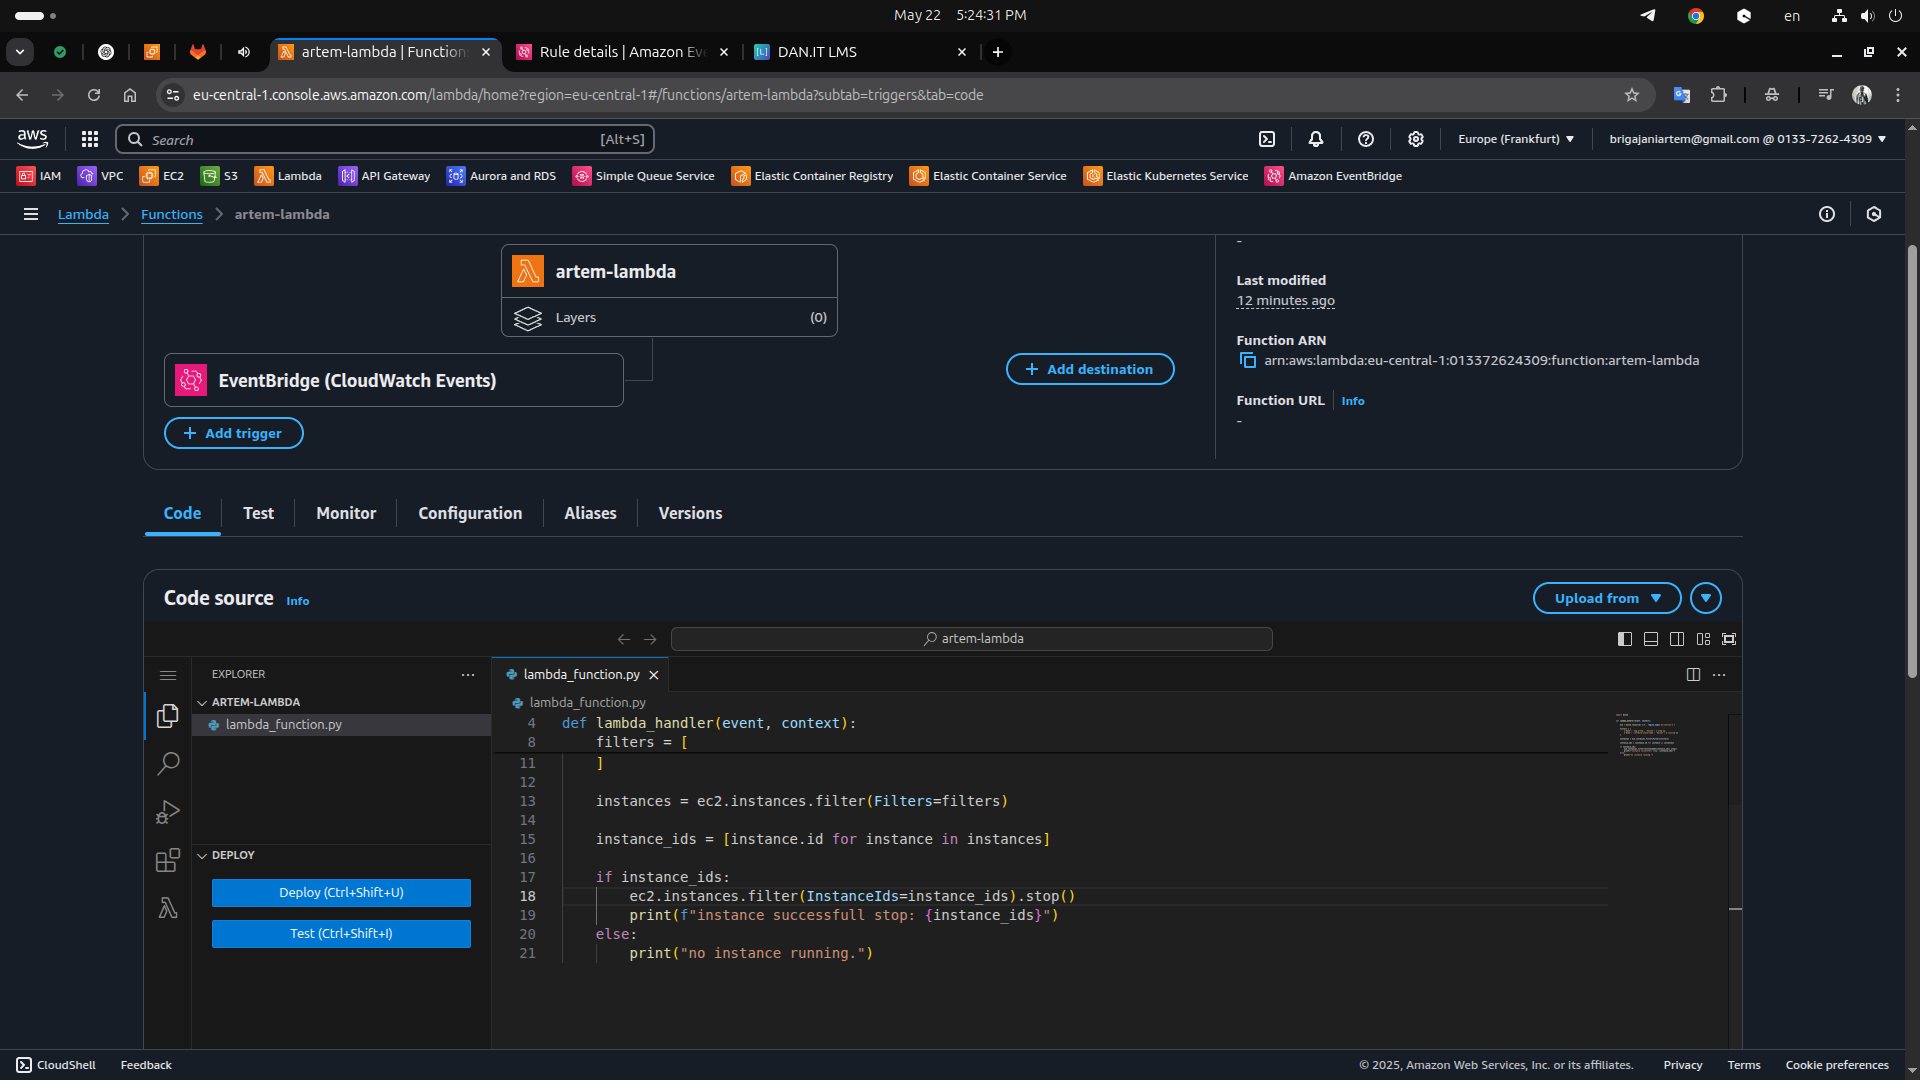 May 22 5:24:31 PM
en
artem-lambda | Function
Rule details | Amazon Ev
DAN.IT LMS
eu-central-1.console.aws.amazon.com/lambda/home?region=eu-central-1#/functions/artem-lambda?subtab=triggers&tab=code
aws
Search
[Alt+S]
Europe (Frankfurt)
brigajaniartem@gmail.com @ 0133-7262-4309
IAM
VPC
EC2
S3
Lambda
API Gateway
Aurora and RDS
Simple Queue Service
Elastic Container Registry
Elastic Container Service
Elastic Kubernetes Service
Amazon EventBridge
Lambda
Functions
artem-lambda
artem-lambda
Layers
(0)
EventBridge (CloudWatch Events)
Add trigger
Add destination
-
Last modified
12 minutes ago
Function ARN
arn:aws:lambda:eu-central-1:013372624309:function:artem-lambda
Function URL
Info
-
Code
Test
Monitor
Configuration
Aliases
Versions
Code source
Info
Upload from
artem-lambda
EXPLORER
ARTEM-LAMBDA
lambda_function.py
DEPLOY
Deploy (Ctrl+Shift+U)
Test (Ctrl+Shift+I)
lambda_function.py
lambda_function.py
4 def lambda_handler(event, context):
8 filters = [
11 ]
12
13 instances = ec2.instances.filter(Filters=filters)
14
15 instance_ids = [instance.id for instance in instances]
16
17 if instance_ids:
18 ec2.instances.filter(InstanceIds=instance_ids).stop()
19 print(f"instance successfull stop: {instance_ids}")
20 else:
21 print("no instance running.")
CloudShell
Feedback
© 2025, Amazon Web Services, Inc. or its affiliates.
Privacy
Terms
Cookie preferences